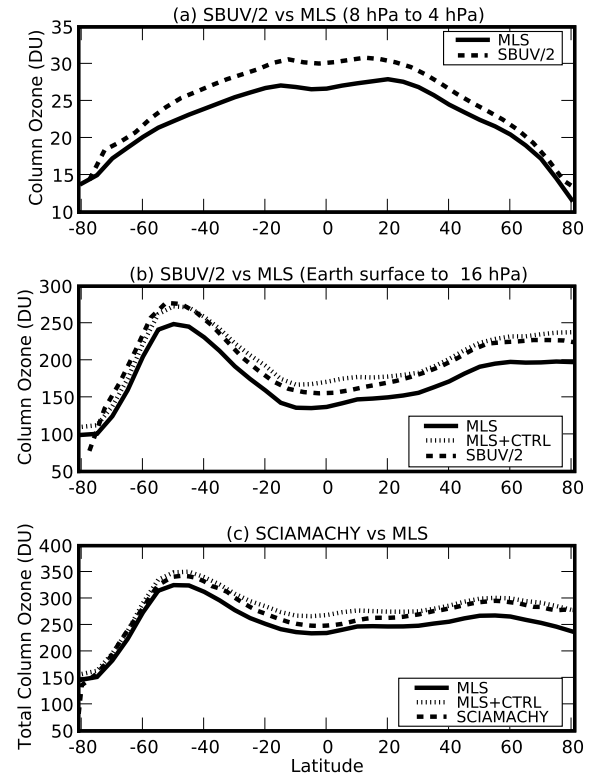 (a) SBUV/2 vs MLS (8 hPa to 4 hPa)
Column Ozone (DU)
35
30
25
20
15
10
MLS
SBUV/2
-80 -60 -40 -20 0 20 40 60 80
(b) SBUV/2 vs MLS (Earth surface to 16 hPa)
Column Ozone (DU)
300
250
200
150
100
50
MLS
MLS+CTRL
SBUV/2
-80 -60 -40 -20 0 20 40 60 80
(c) SCIAMACHY vs MLS
Total Column Ozone (DU)
400
350
300
250
200
150
100
50
MLS
MLS+CTRL
SCIAMACHY
-80 -60 -40 -20 0 20 40 60 80
Latitude